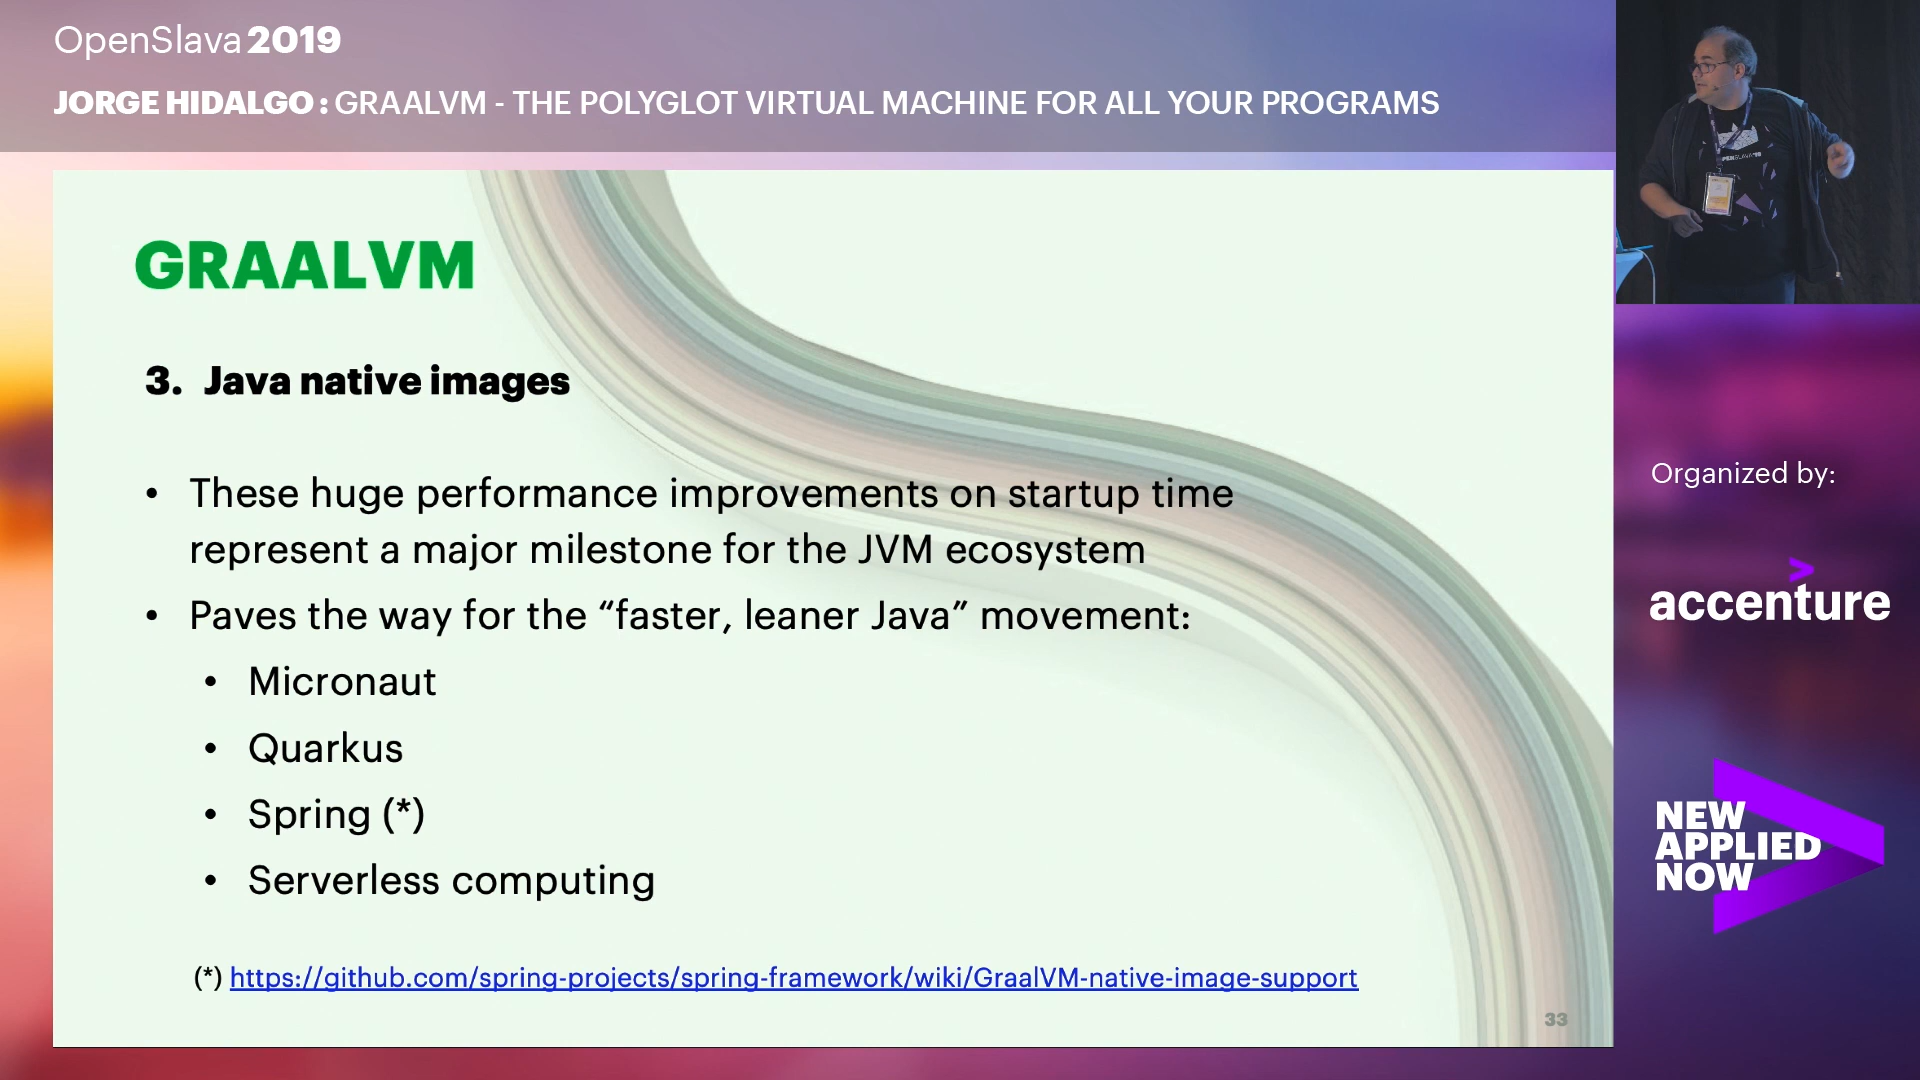 OpenSlava 2019
JORGE HIDALGO : GRAALVM - THE POLYGLOT VIRTUAL MACHINE FOR ALL YOUR PROGRAMS
GRAALVM
3. Java native images
• These huge performance improvements on startup time
represent a major milestone for the JVM ecosystem
• Paves the way for the “faster, leaner Java” movement:
• Micronaut
• Quarkus
• Spring (*)
• Serverless computing
(*) https://github.com/spring-projects/spring-framework/wiki/GraalVM-native-image-support
33
Organized by:
accenture
NEW
APPLIED
NOW